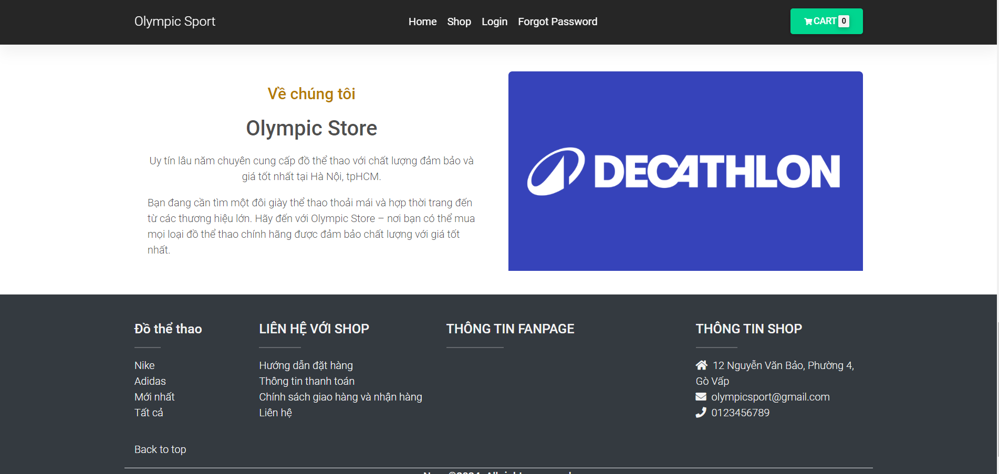 Olympic Sport
Home Shop Login Forgot Password
CART 0
Về chúng tôi
Olympic Store
Uy tín lâu năm chuyên cung cấp đồ thể thao với chất lượng đảm bảo và
giá tốt nhất tại Hà Nội, tpHCM.
Bạn đang cần tìm một đôi giày thể thao thoải mái và hợp thời trang đến
từ các thương hiệu lớn. Hãy đến với Olympic Store – nơi bạn có thể mua
mọi loại đồ thể thao chính hãng được đảm bảo chất lượng với giá tốt
nhất.
DECATHLON
Đồ thể thao
Nike
Adidas
Mới nhất
Tất cả
Back to top
LIÊN HỆ VỚI SHOP
Hướng dẫn đặt hàng
Thông tin thanh toán
Chính sách giao hàng và nhận hàng
Liên hệ
THÔNG TIN FANPAGE
THÔNG TIN SHOP
12 Nguyễn Văn Bảo, Phường 4,
Gò Vấp
olympicsport@gmail.com
0123456789